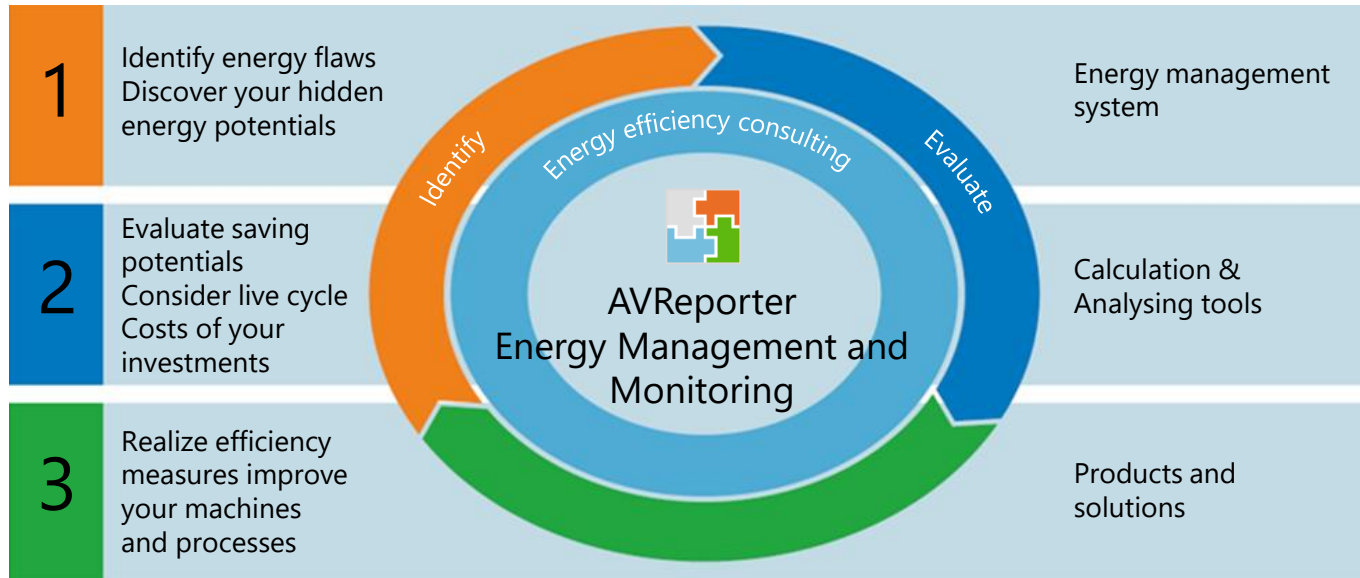 1
Identify energy flaws
Discover your hidden
energy potentials
2
Evaluate saving
potentials
Consider live cycle
Costs of your
investments
3
Realize efficiency
measures improve
your machines
and processes
Identify
Energy efficiency consulting
Evaluate
AVReporter
Energy Management and
Monitoring
Energy management
system
Calculation &
Analysing tools
Products and
solutions